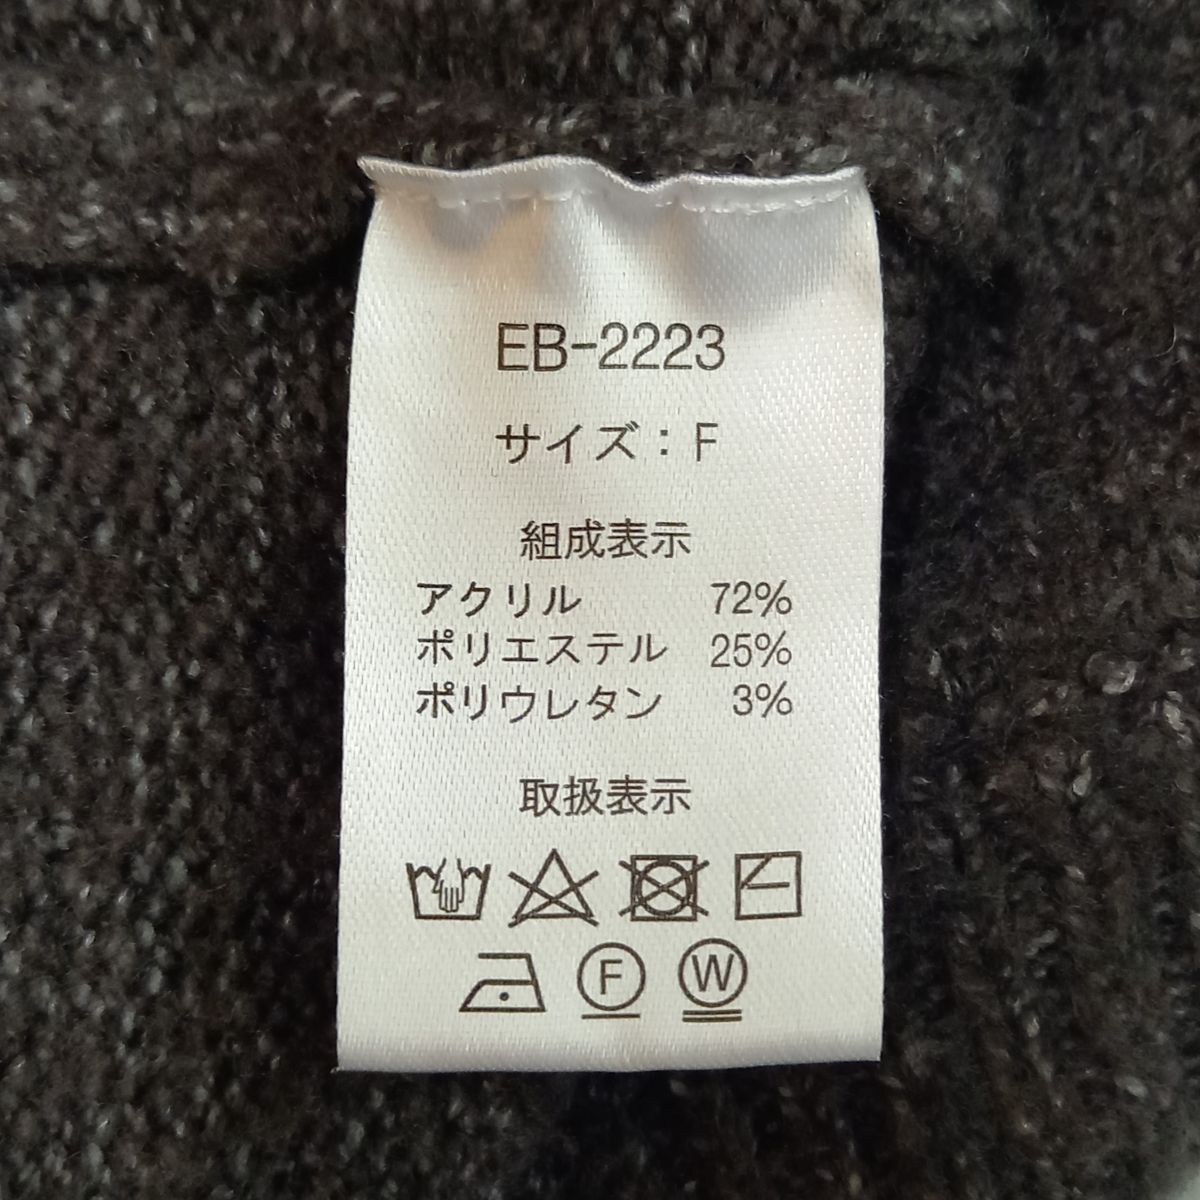 EB-2223
サイズ：F
組成表示
アクリル 72%
ポリエステル 25%
ポリウレタン 3%
取扱表示
F W